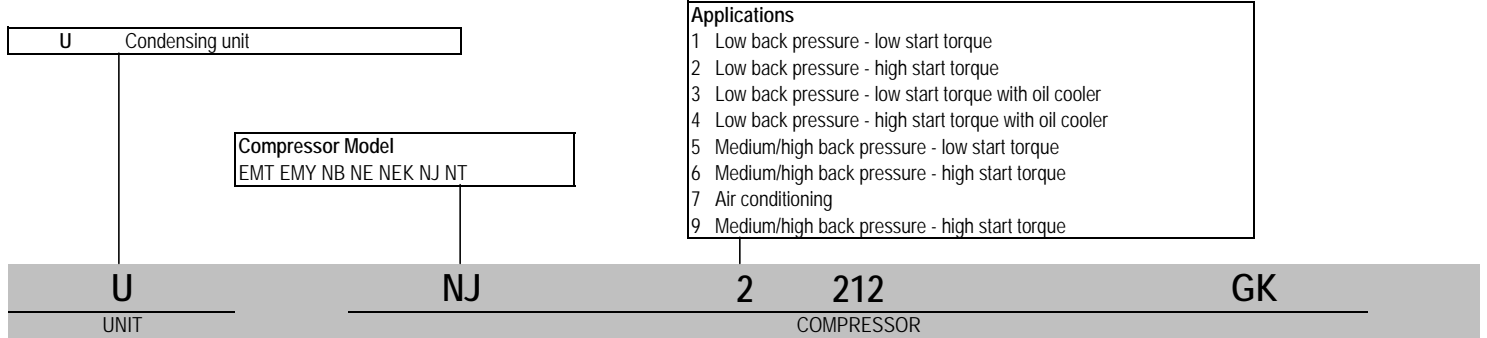 U Condensing unit
Compressor Model
EMT EMY NB NE NEK NJ NT
Applications
1 Low back pressure - low start torque
2 Low back pressure - high start torque
3 Low back pressure - low start torque with oil cooler
4 Low back pressure - high start torque with oil cooler
5 Medium/high back pressure - low start torque
6 Medium/high back pressure - high start torque
7 Air conditioning
9 Medium/high back pressure - high start torque
U NJ 2 212 GK
UNIT COMPRESSOR